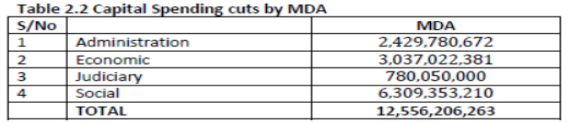 Table 2.2 Capital Spending cuts by MDA
S/No MDA
1 Administration 2,429,780,672
2 Economic 3,037,022,381
3 Judiciary 780,050,000
4 Social 6,309,353,210
TOTAL 12,556,206,263